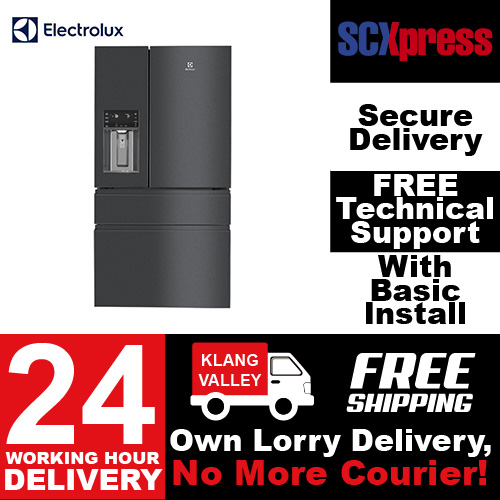 Electrolux
SCXpress
Secure
Delivery
FREE
Technical
Support
With
Basic
Install
24
WORKING HOUR
DELIVERY
KLANG
VALLEY
FREE
SHIPPING
Own Lorry Delivery,
No More Courier!